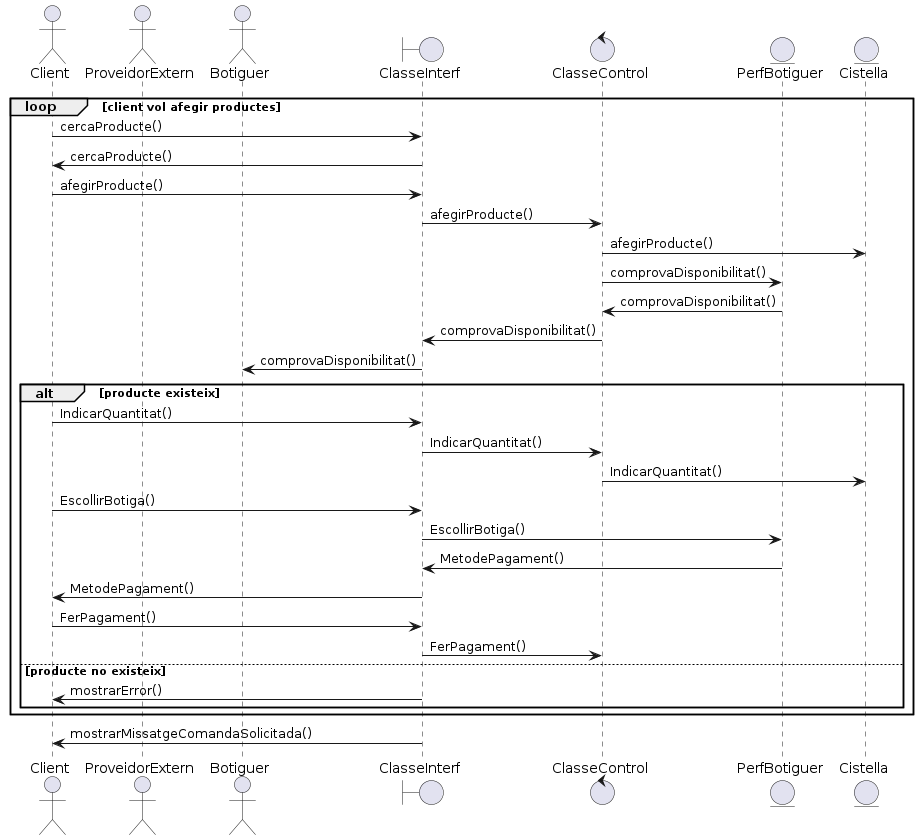 Client ProveidorExtern Botiguer ClasseInterf ClasseControl PerfBotiguer Cistella
loop [client vol afegir productes]
cercaProducte()
cercaProducte()
afegirProducte()
afegirProducte()
afegirProducte()
comprovaDisponibilitat()
comprovaDisponibilitat()
comprovaDisponibilitat()
comprovaDisponibilitat()
alt [producte existeix]
IndicarQuantitat()
IndicarQuantitat()
IndicarQuantitat()
EscollirBotiga()
EscollirBotiga()
MetodePagament()
MetodePagament()
FerPagament()
FerPagament()
[producte no existeix]
mostrarError()
mostrarMissatgeComandaSolicitada()
Client ProveidorExtern Botiguer ClasseInterf ClasseControl PerfBotiguer Cistella